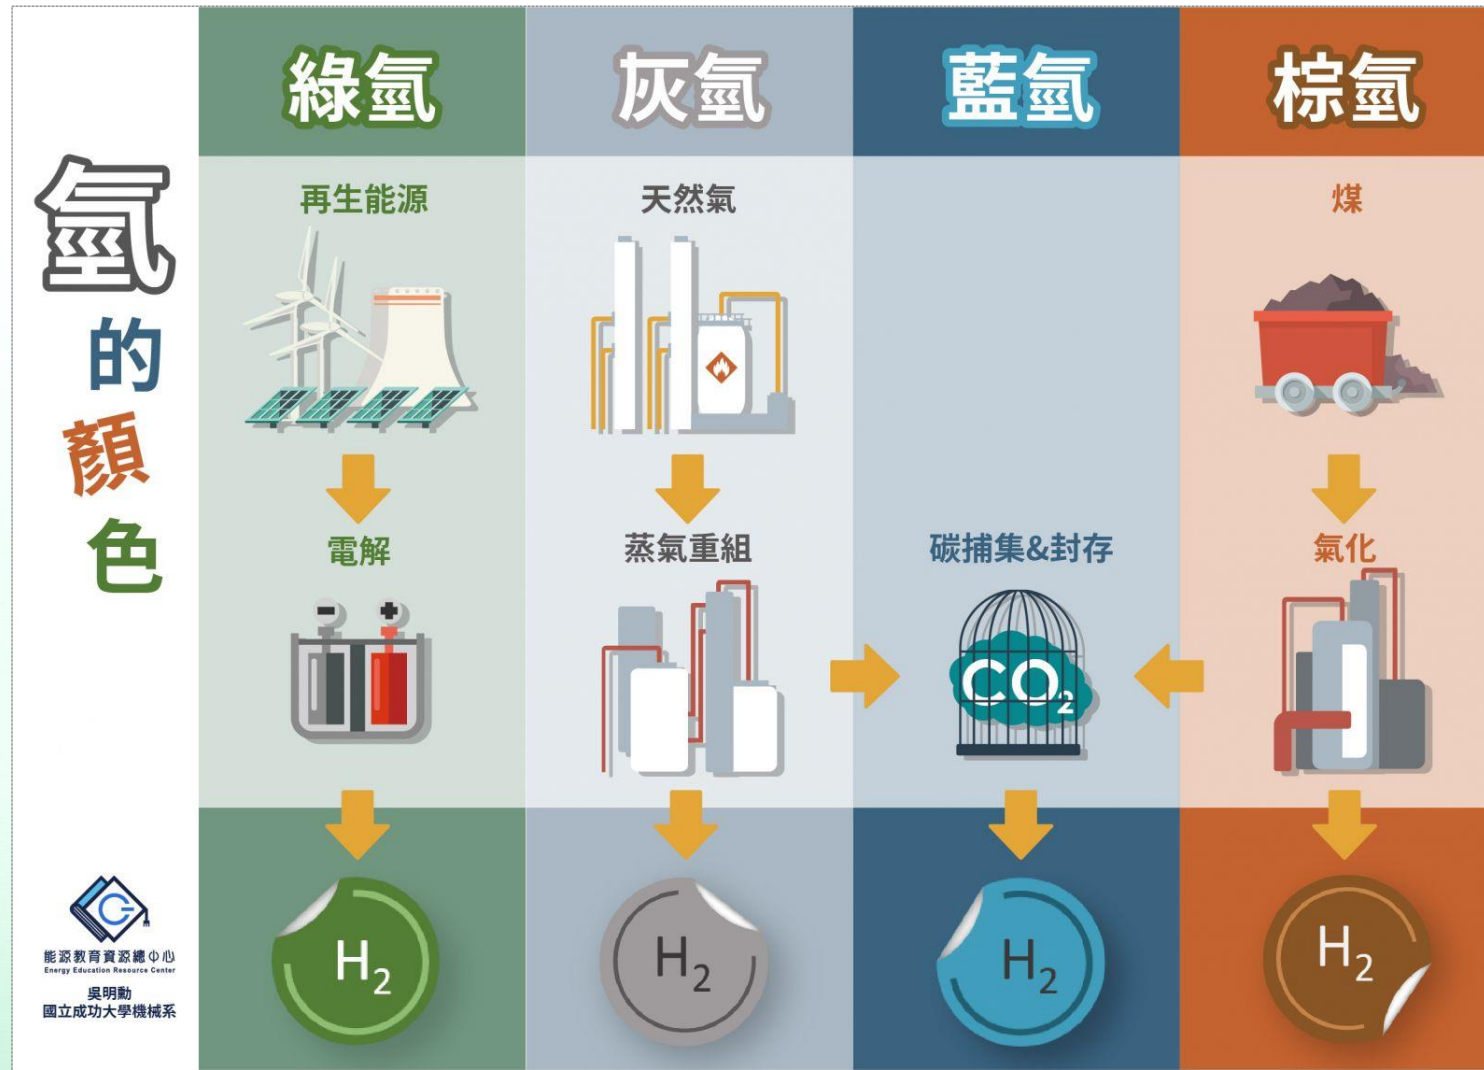 氫
的
顏
色
綠氫
再生能源
電解
H₂
灰氫
天然氣
蒸氣重組
H₂
藍氫
碳捕集&封存
CO₂
H₂
棕氫
煤
氣化
H₂
能源教育資源總中心
Energy Education Resource Center
吳明勳
國立成功大學機械系